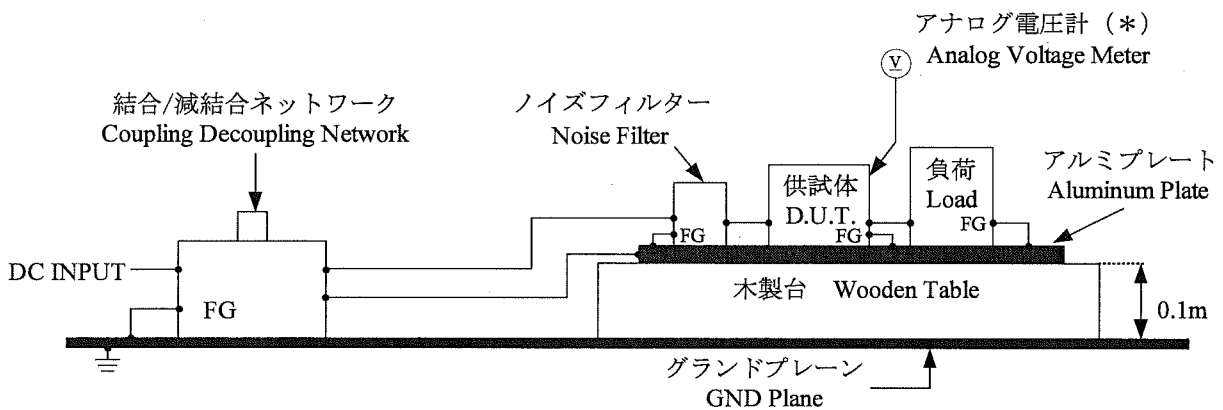 アナログ電圧計 (*)
Analog Voltage Meter
V
結合/減結合ネットワーク
Coupling Decoupling Network
ノイズフィルター
Noise Filter
アルミプレート
Aluminum Plate
供試体
D.U.T.
負荷
Load
FG
FG
FG
DC INPUT
FG
木製台 Wooden Table
0.1m
グランドプレーン
GND Plane